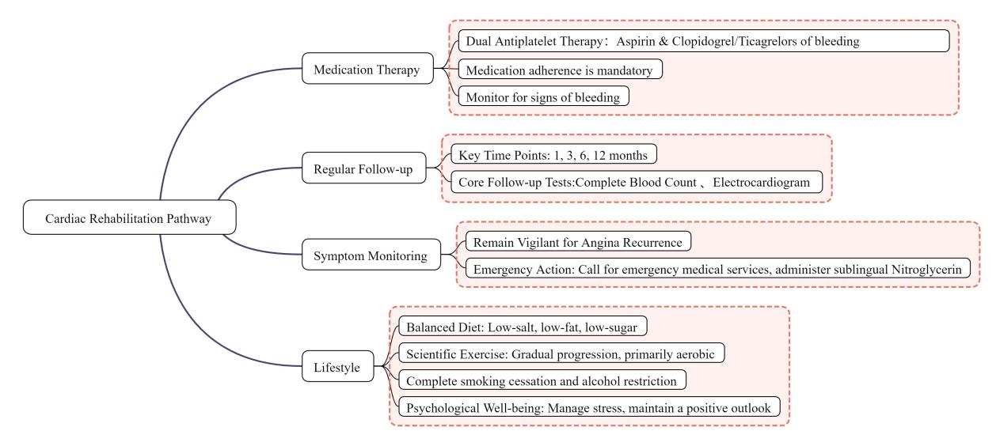 Cardiac Rehabilitation Pathway
Medication Therapy
Dual Antiplatelet Therapy：Aspirin & Clopidogrel/Ticagrelors of bleeding
Medication adherence is mandatory
Monitor for signs of bleeding
Regular Follow-up
Key Time Points: 1, 3, 6, 12 months
Core Follow-up Tests:Complete Blood Count 、Electrocardiogram
Symptom Monitoring
Remain Vigilant for Angina Recurrence
Emergency Action: Call for emergency medical services, administer sublingual Nitroglycerin
Lifestyle
Balanced Diet: Low-salt, low-fat, low-sugar
Scientific Exercise: Gradual progression, primarily aerobic
Complete smoking cessation and alcohol restriction
Psychological Well-being: Manage stress, maintain a positive outlook